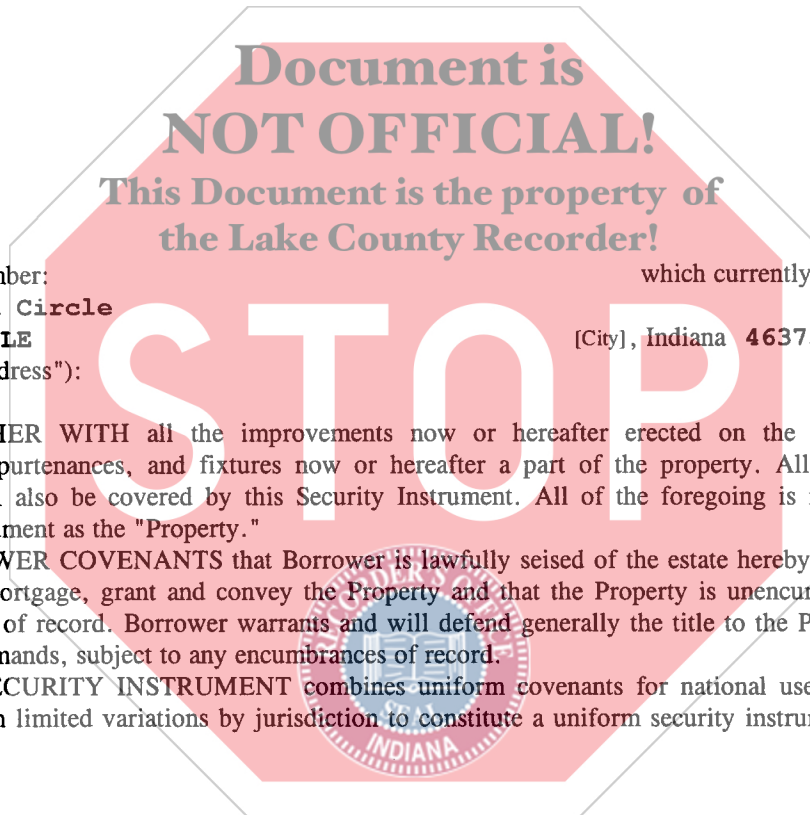 Document is
NOT OFFICIAL!
This Document is the property of
the Lake County Recorder!
nber: which currently
Circle
LE [City], Indiana 4637
dress"):
STOP
HER WITH all the improvements now or hereafter erected on the
purtenances, and fixtures now or hereafter a part of the property. All
also be covered by this Security Instrument. All of the foregoing is
ment as the "Property."
WER COVENANTS that Borrower is lawfully seised of the estate hereby
ortgage, grant and convey the Property and that the Property is unencu
of record. Borrower warrants and will defend generally the title to the P
mands, subject to any encumbrances of record.
ECURITY INSTRUMENT combines uniform covenants for national use
limited variations by jurisdiction to constitute a uniform security instru
RECORDER'S OFFICE
SEAL
INDIANA